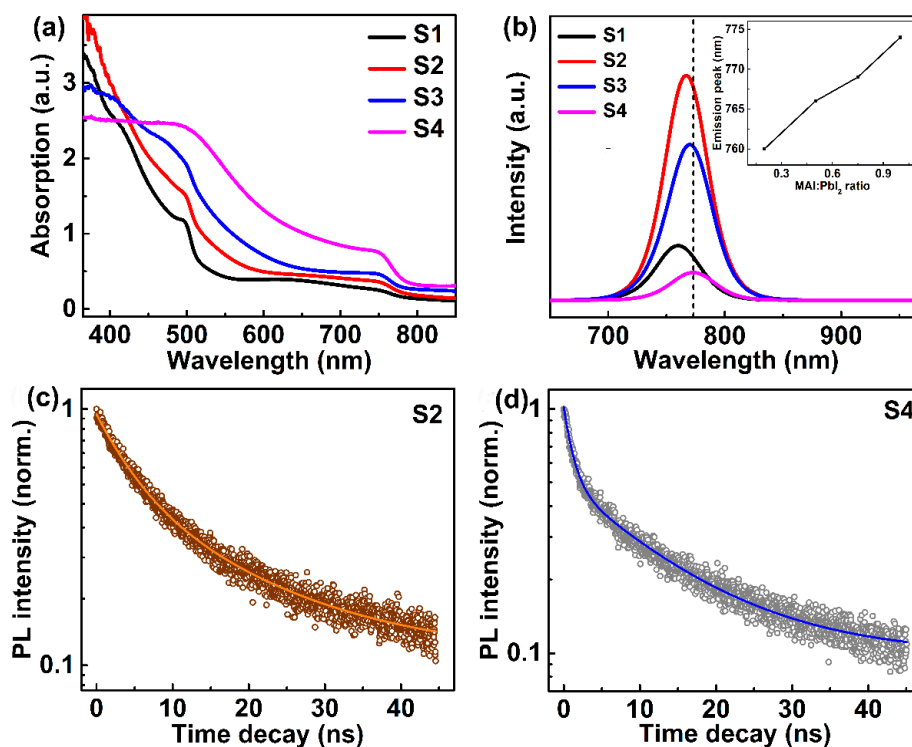 (a)
S1
S2
S3
S4
Absorption (a.u.)
3
2
1
0
400 500 600 700 800
Wavelength (nm)
(b)
S1
S2
S3
S4
Intensity (a.u.)
700 800 900
Wavelength (nm)
Emission peak (nm)
775
770
765
760
0.3 0.6 0.9
MAI:PbI2 ratio
(c)
S2
PL intensity (norm.)
1
0.1
0 10 20 30 40
Time decay (ns)
(d)
S4
PL intensity (norm.)
1
0.1
0 10 20 30 40
Time decay (ns)